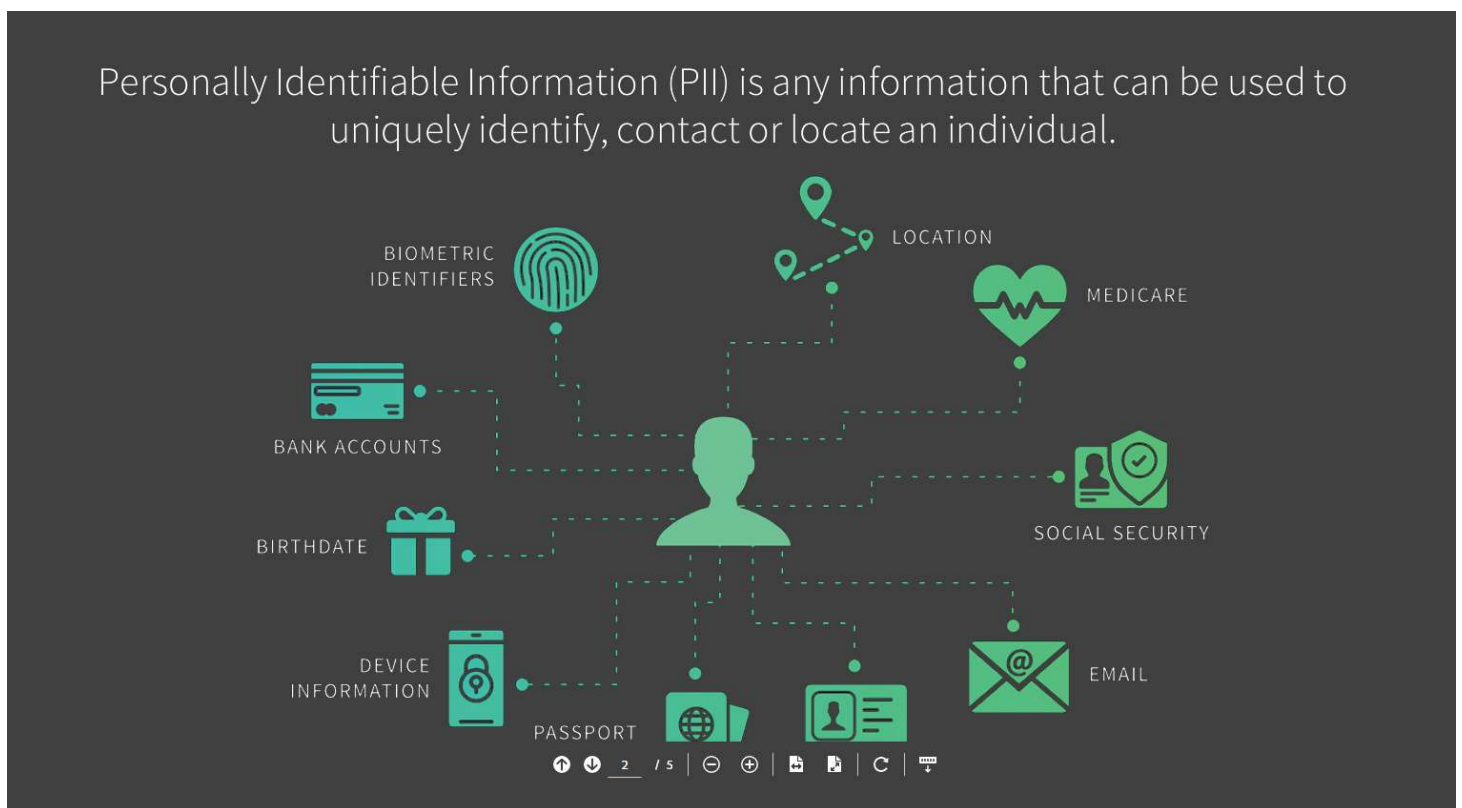 Personally Identifiable Information (PII) is any information that can be used to
uniquely identify, contact or locate an individual.
LOCATION
BIOMETRIC
IDENTIFIERS
MEDICARE
BANK ACCOUNTS
SOCIAL SECURITY
BIRTHDATE
DEVICE
INFORMATION
@
EMAIL
PASSPORT
2 / 5